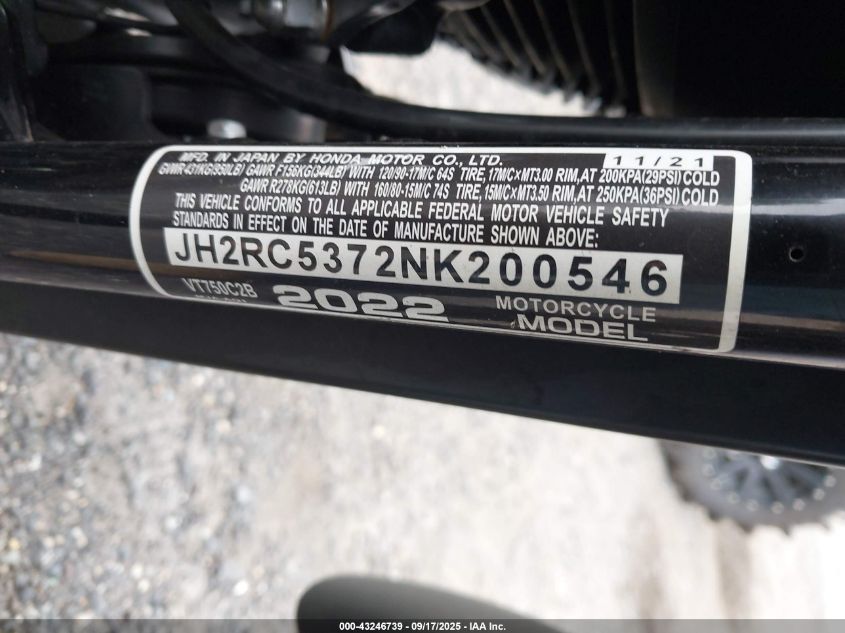 MFD. IN JAPAN BY HONDA MOTOR CO., LTD. 11/21
GVWR 431KG(950LB) GAWR F156KG(344LB) WITH 120/90-17M/C 64S TIRE, 17M/C×MT3.00 RIM, AT 200KPA(29PSI) COLD
GAWR R278KG(613LB) WITH 160/80-15M/C 74S TIRE, 15M/C×MT3.50 RIM, AT 250KPA(36PSI) COLD
THIS VEHICLE CONFORMS TO ALL APPLICABLE FEDERAL MOTOR VEHICLE SAFETY
STANDARDS IN EFFECT ON THE DATE OF MANUFACTURE SHOWN ABOVE:
JH2RC5372NK200546
VT750C2B 2022 MOTORCYCLE
MODEL
000-43246739 - 09/17/2025 - IAA Inc.